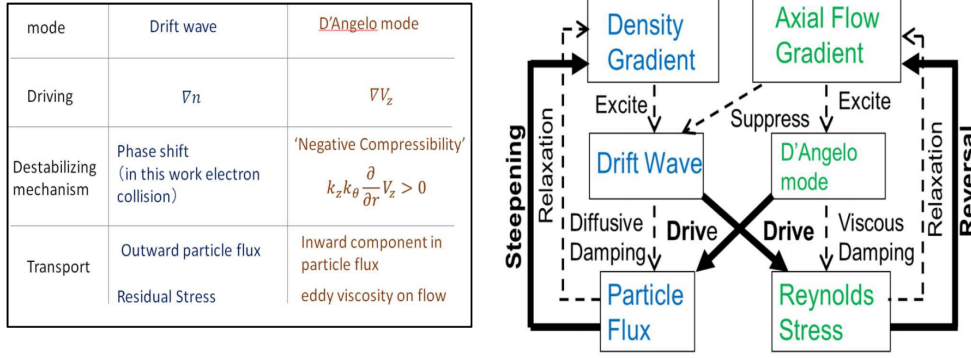 mode
Drift wave
D'Angelo mode
Driving
∇n
∇V_z
Destabilizing
mechanism
Phase shift
(in this work electron
collision)
'Negative Compressibility'
k_z k_θ ∂/∂r V_z > 0
Transport
Outward particle flux
Residual Stress
Inward component in
particle flux
eddy viscosity on flow
Density
Gradient
Axial Flow
Gradient
Excite
Suppress
Excite
Steepening
Relaxation
Drift Wave
D'Angelo
mode
Relaxation
Reversal
Diffusive
Damping
Drive
Drive
Viscous
Damping
Particle
Flux
Reynolds
Stress